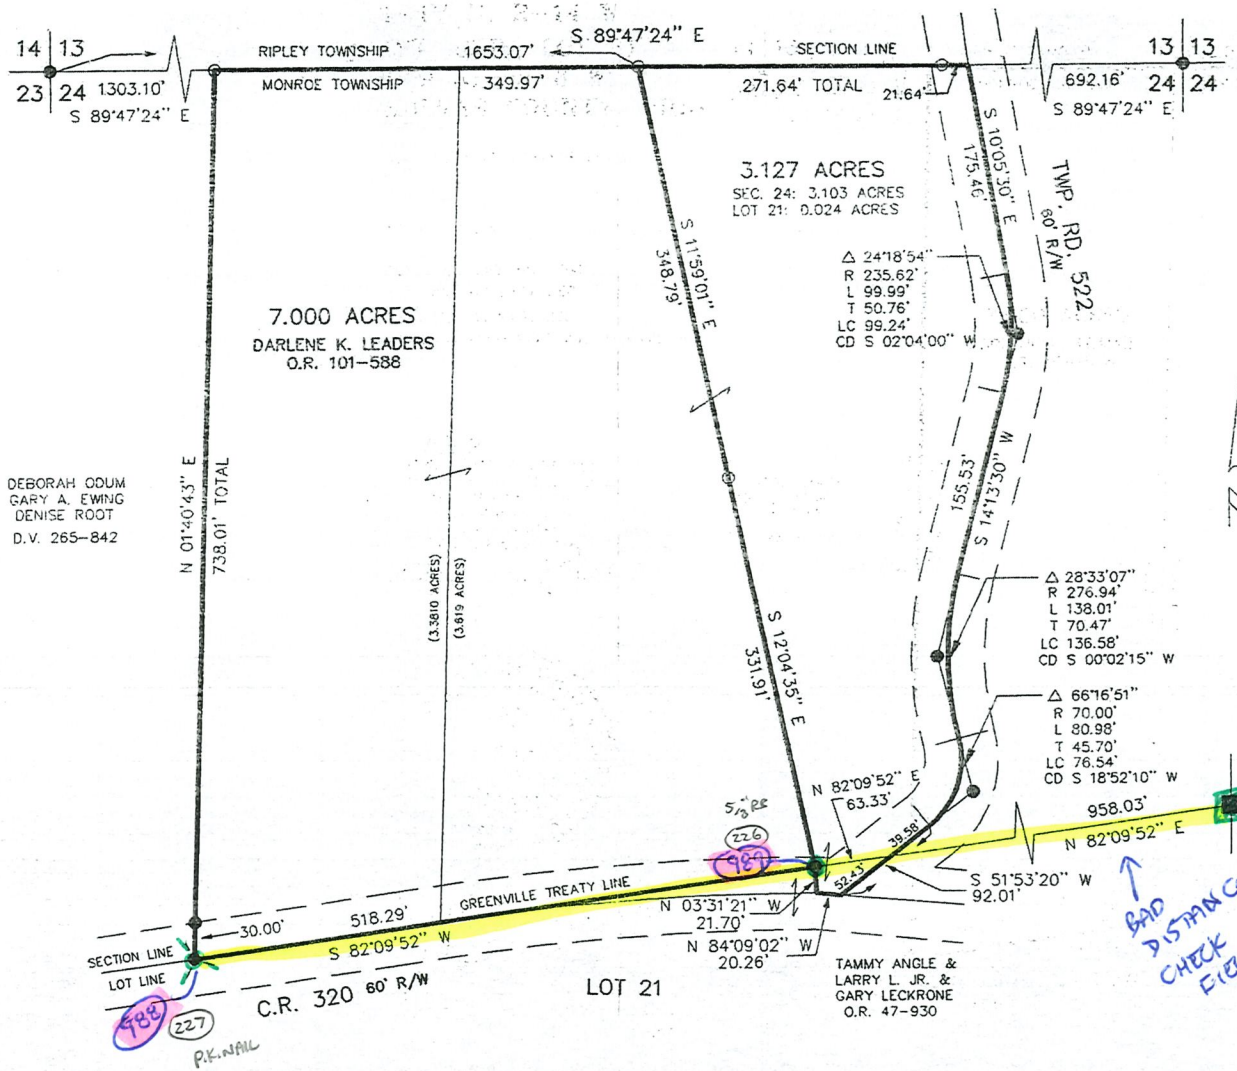 S 89°47'24" E
14 13
23 24
1303.10'
S 89°47'24" E
RIPLEY TOWNSHIP
MONROE TOWNSHIP
1653.07'
349.97'
SECTION LINE
271.64' TOTAL
21.64'
13 13
24 24
692.16'
S 89°47'24" E
3.127 ACRES
SEC. 24: 3.103 ACRES
LOT 21: 0.024 ACRES
S 10°05'30" E
175.46'
TWP. RD. 522
60' R/W
S 11°59'01" E
348.79'
△ 24°18'54"
R 235.62'
L 99.99'
T 50.76'
LC 99.24'
CD S 02°04'00" W
7.000 ACRES
DARLENE K. LEADERS
O.R. 101-588
DEBORAH ODUM
GARY A. EWING
DENISE ROOT
D.V. 265-842
N 01°40'43" E
738.01' TOTAL
155.53'
S 14°13'30" W
(3.3810 ACRES)
(3.619 ACRES)
△ 28°33'07"
R 276.94'
L 138.01'
T 70.47'
LC 136.58'
CD S 00°02'15" W
S 12°04'35" E
331.91'
△ 66°16'51"
R 70.00'
L 80.98'
T 45.70'
LC 76.54'
CD S 18°52'10" W
N 82°09'52" E
63.33'
958.03'
N 82°09'52" E
226
39.58'
52.43'
S 51°53'20" W
92.01'
GREENVILLE TREATY LINE
N 03°31'21" W
21.70'
N 84°09'02" W
20.26'
30.00'
518.29'
S 82°09'52" W
SECTION LINE
LOT LINE
C.R. 320 60' R/W
LOT 21
TAMMY ANGLE &
LARRY L. JR. &
GARY LECKRONE
O.R. 47-930
BAD
CHECK
988
227
P.K. NAIL